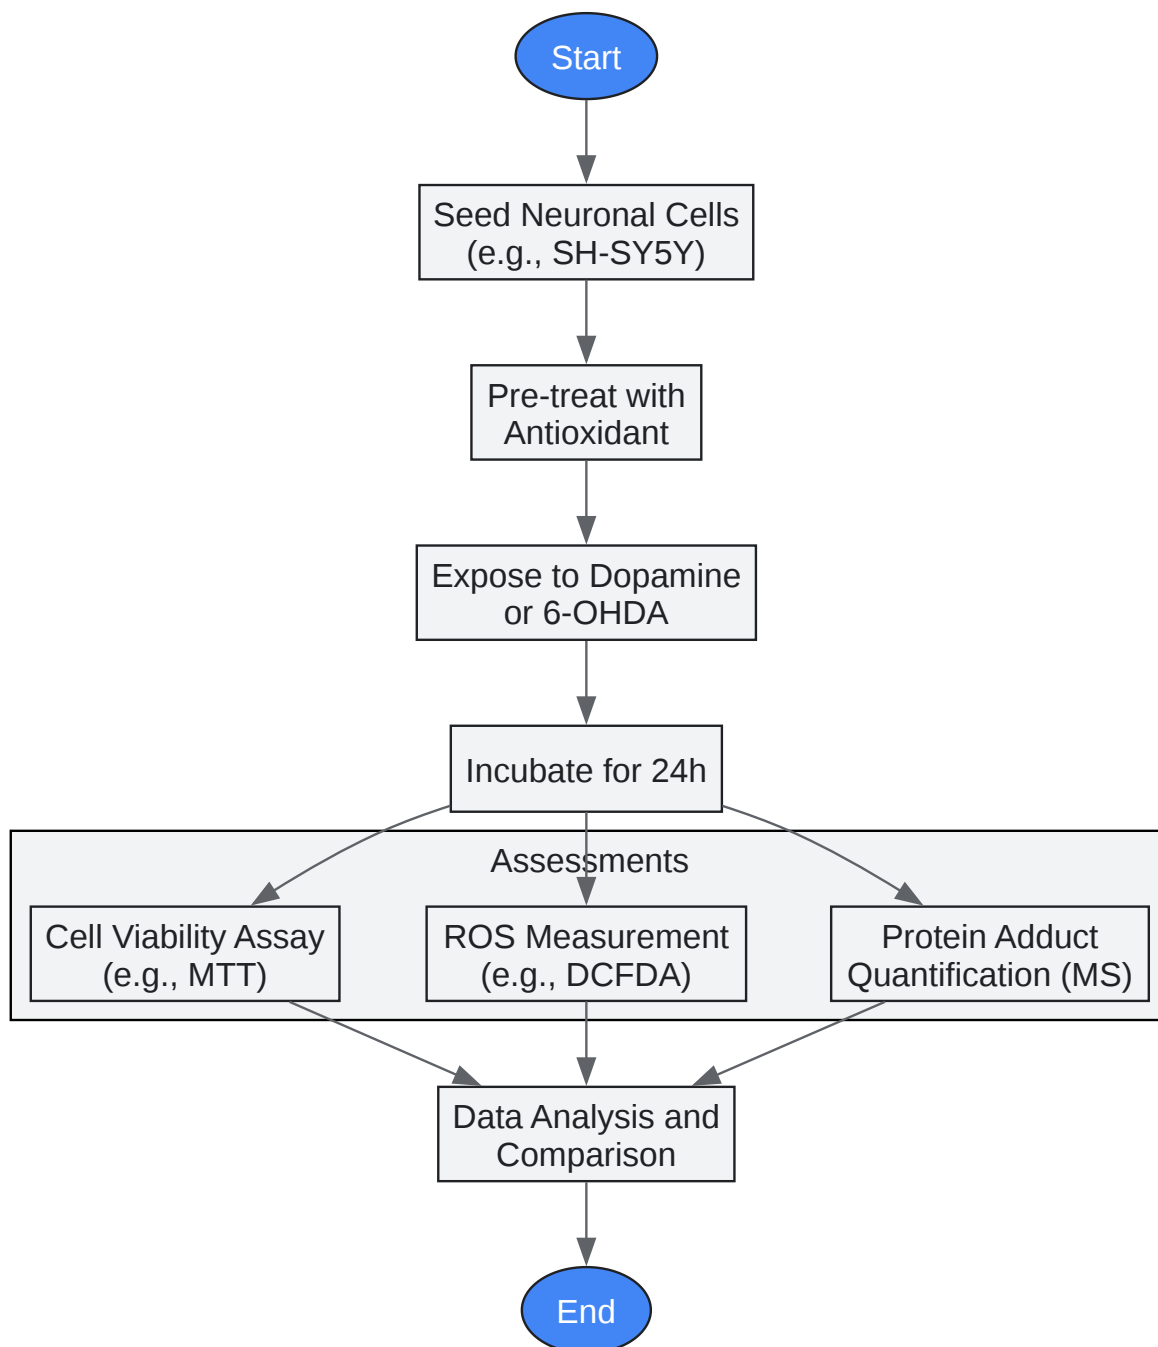 Start
Seed Neuronal Cells
(e.g., SH-SY5Y)
Pre-treat with
Antioxidant
Expose to Dopamine
or 6-OHDA
Incubate for 24h
Assessments
Cell Viability Assay
(e.g., MTT)
ROS Measurement
(e.g., DCFDA)
Protein Adduct
Quantification (MS)
Data Analysis and
Comparison
End